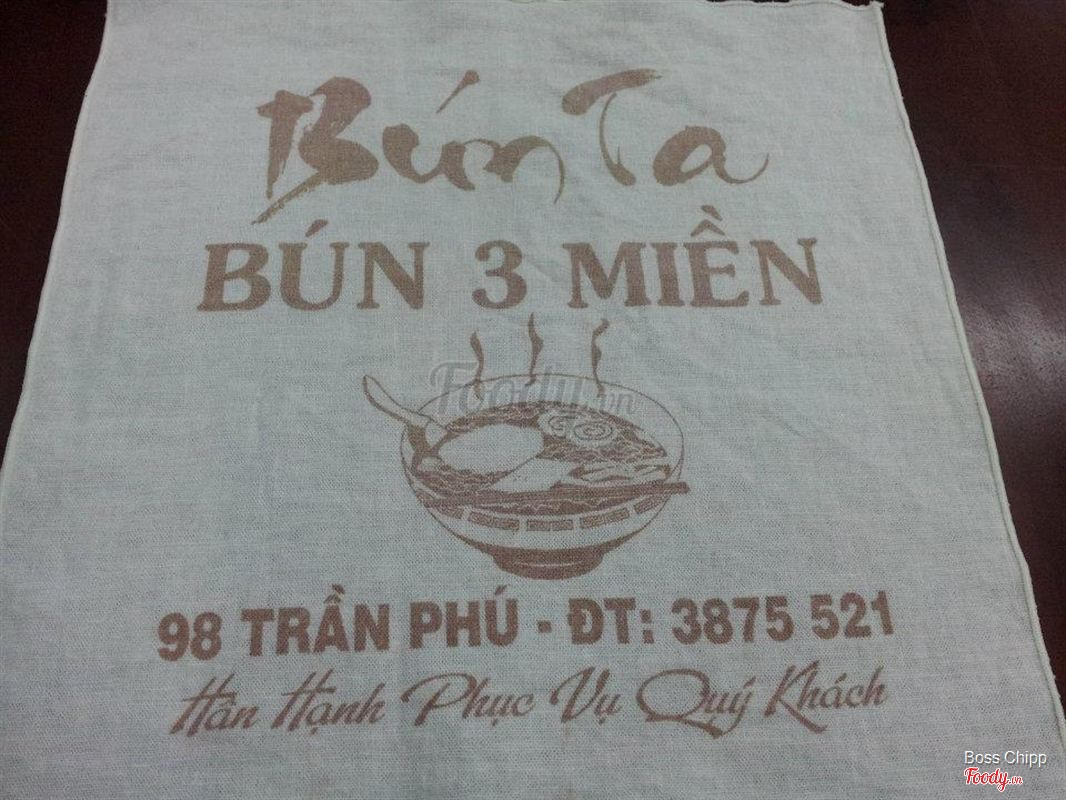 Bún Ta
BÚN 3 MIỀN
Foody.vn
98 TRẦN PHÚ - ĐT: 3875 521
Hân Hạnh Phục Vụ Quý Khách
Boss Chipp
Foody.vn